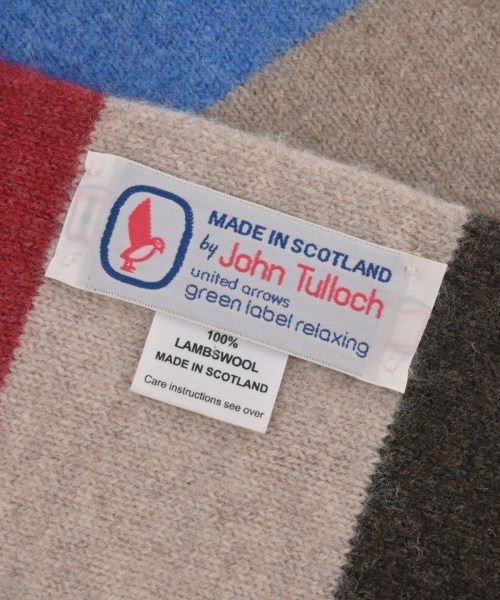 MADE IN SCOTLAND
by John Tulloch
united arrows
green label relaxing
100%
LAMBSWOOL
MADE IN SCOTLAND
Care instructions see over